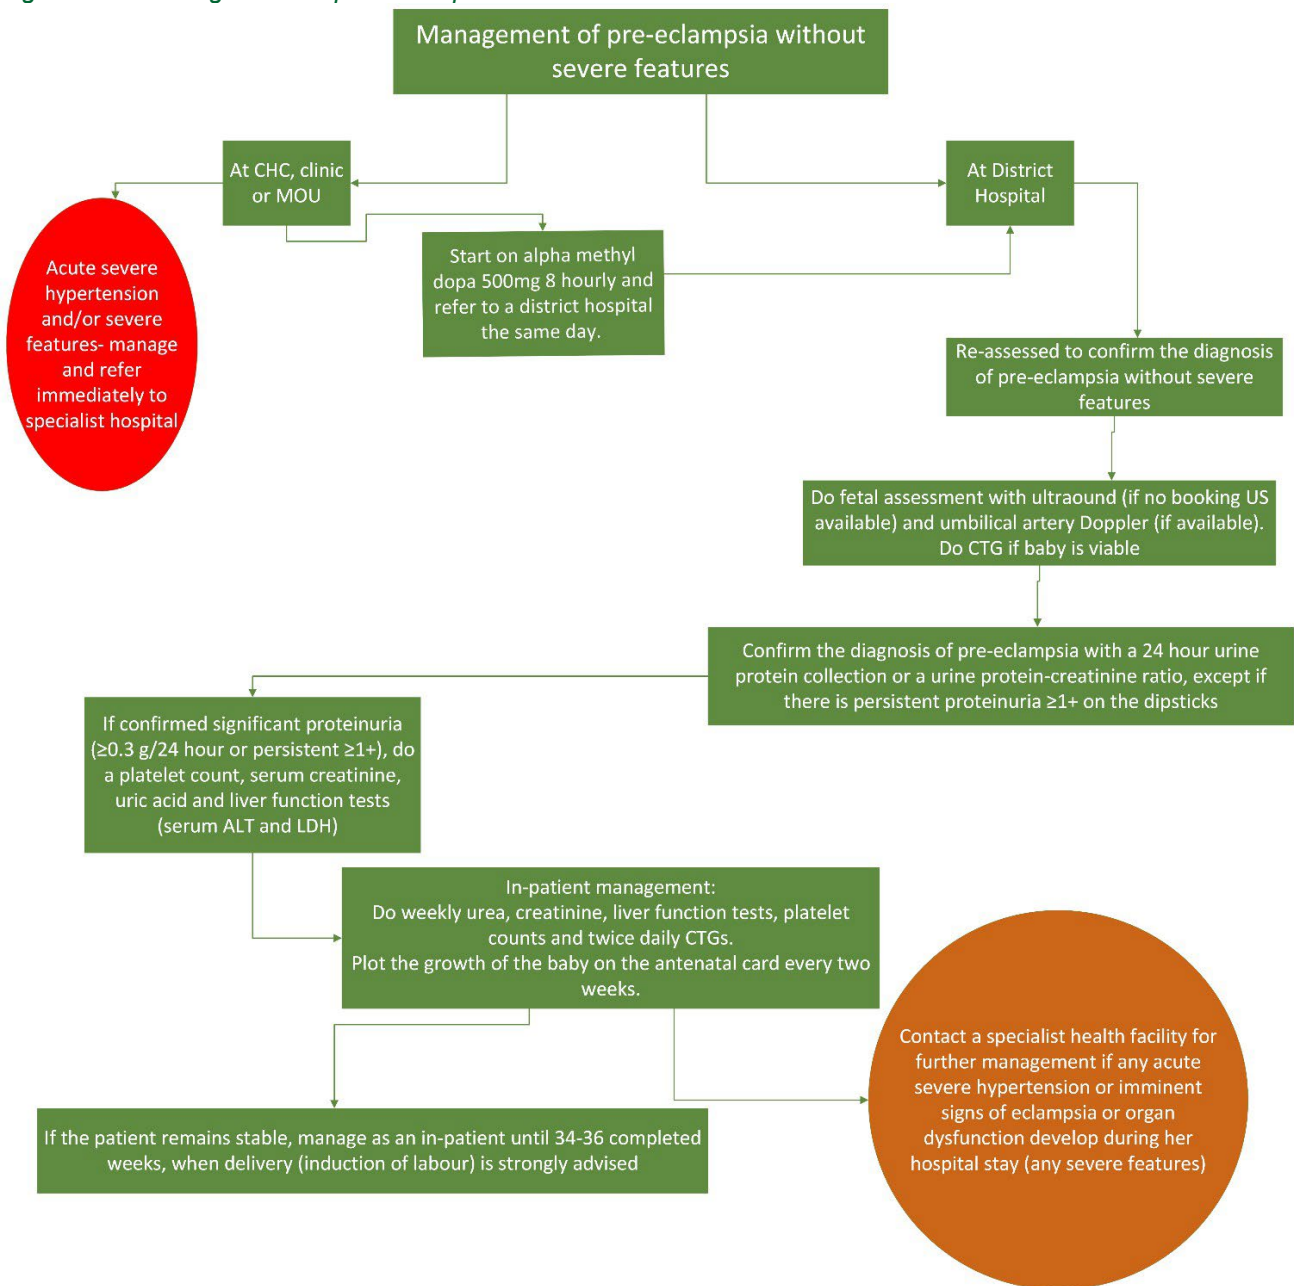 Management of pre-eclampsia without
severe features
At CHC, clinic
or MOU
At District
Hospital
Acute severe
hypertension
and/or severe
features- manage
and refer
immediately to
specialist hospital
Start on alpha methyl
dopa 500mg 8 hourly and
refer to a district hospital
the same day.
Re-assessed to confirm the diagnosis
of pre-eclampsia without severe
features
Do fetal assessment with ultraound (if no booking US
available) and umbilical artery Doppler (if available).
Do CTG if baby is viable
Confirm the diagnosis of pre-eclampsia with a 24 hour urine
protein collection or a urine protein-creatinine ratio, except if
there is persistent proteinuria ≥1+ on the dipsticks
If confirmed significant proteinuria
(≥0.3 g/24 hour or persistent ≥1+), do
a platelet count, serum creatinine,
uric acid and liver function tests
(serum ALT and LDH)
In-patient management:
Do weekly urea, creatinine, liver function tests, platelet
counts and twice daily CTGs.
Plot the growth of the baby on the antenatal card every two
weeks.
Contact a specialist health facility for
further management if any acute
severe hypertension or imminent
signs of eclampsia or organ
dysfunction develop during her
hospital stay (any severe features)
If the patient remains stable, manage as an in-patient until 34-36 completed
weeks, when delivery (induction of labour) is strongly advised